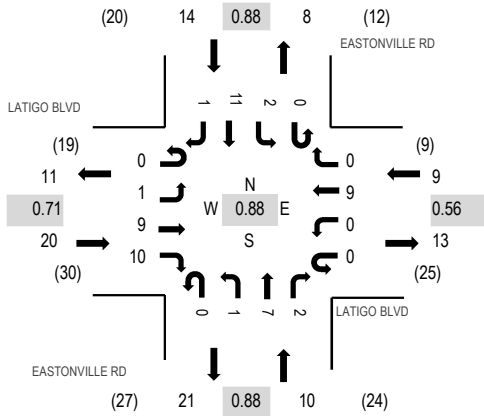 (20) 14 0.88 8 (12)
EASTONVILLE RD
LATIGO BLVD
1 11 2 0
(19) (9)
11 0 0 9
0.71 1 N 9 0.56
W 0.88 E
20 9 S 0 13
10 0
(30) (25)
0 1 7 2
LATIGO BLVD
EASTONVILLE RD
(27) 21 0.88 10 (24)